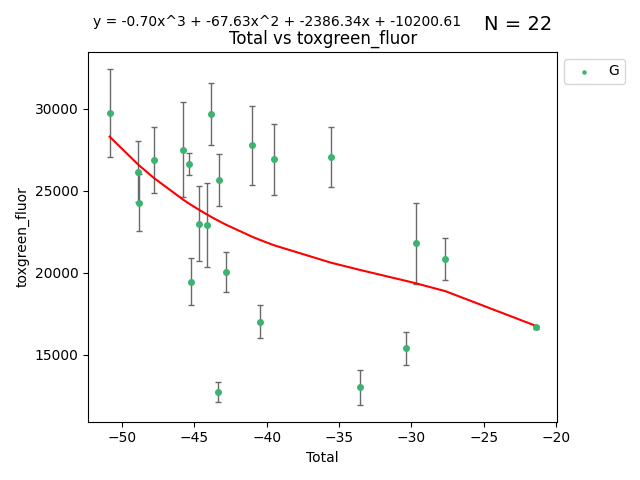 y = -0.70x^3 + -67.63x^2 + -2386.34x + -10200.61
N = 22
Total vs toxgreen_fluor
G
30000
25000
20000
15000
toxgreen_fluor
−50 −45 −40 −35 −30 −25 −20
Total